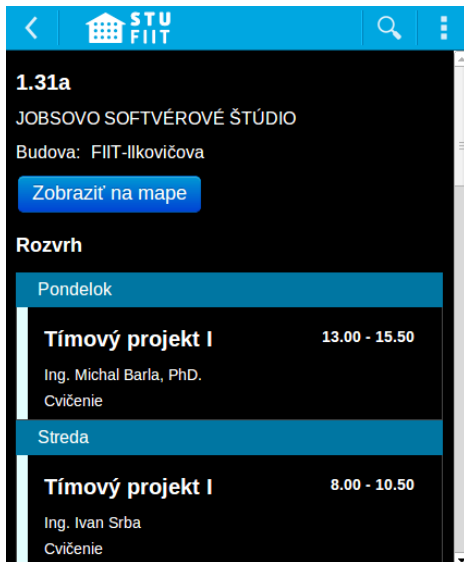 STU
FIIT
1.31a
JOBSOVO SOFTVÉROVÉ ŠTÚDIO
Budova: FIIT-Ilkovičova
Zobraziť na mape
Rozvrh
Pondelok
Tímový projekt I 13.00 - 15.50
Ing. Michal Barla, PhD.
Cvičenie
Streda
Tímový projekt I 8.00 - 10.50
Ing. Ivan Srba
Cvičenie